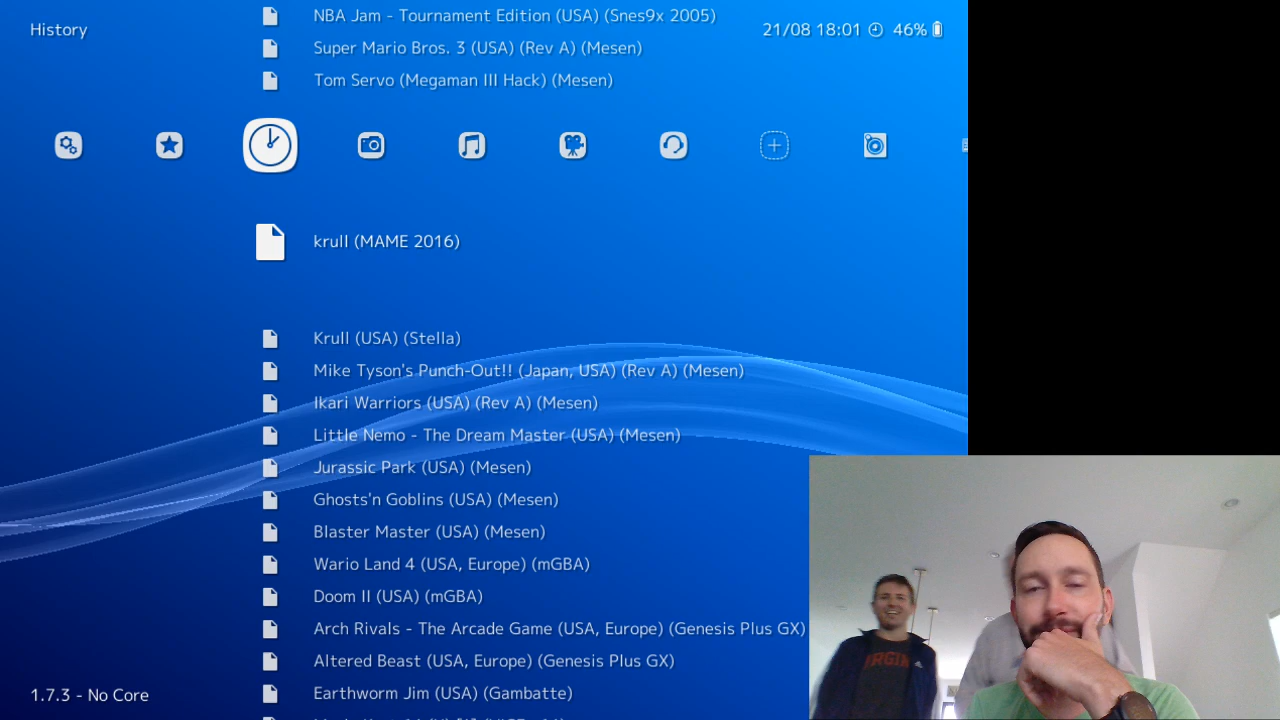 NBA Jam - Tournament Edition (USA) (Snes9x 2005)
History
21/08 18:01 46%
Super Mario Bros. 3 (USA) (Rev A) (Mesen)
Tom Servo (Megaman III Hack) (Mesen)
krull (MAME 2016)
Krull (USA) (Stella)
Mike Tyson's Punch-Out!! (Japan, USA) (Rev A) (Mesen)
Ikari Warriors (USA) (Rev A) (Mesen)
Little Nemo - The Dream Master (USA) (Mesen)
Jurassic Park (USA) (Mesen)
Ghosts'n Goblins (USA) (Mesen)
Blaster Master (USA) (Mesen)
Wario Land 4 (USA, Europe) (mGBA)
Doom II (USA) (mGBA)
Arch Rivals - The Arcade Game (USA, Europe) (Genesis Plus GX)
Altered Beast (USA, Europe) (Genesis Plus GX)
Earthworm Jim (USA) (Gambatte)
1.7.3 - No Core